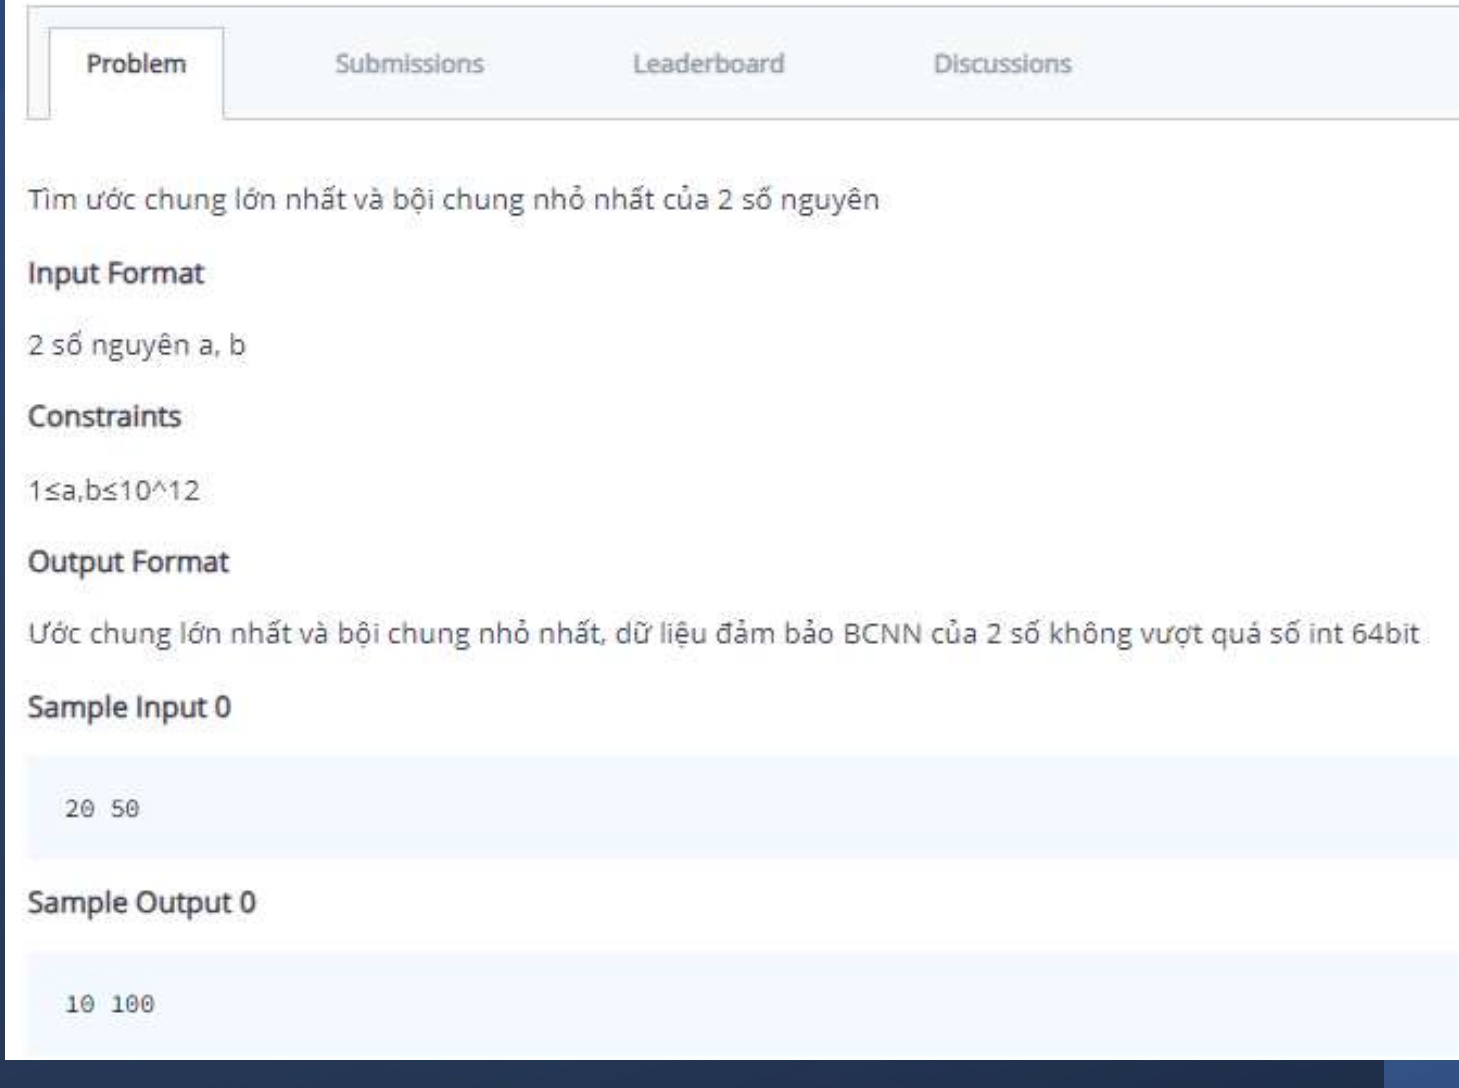 Problem Submissions Leaderboard Discussions
Tìm ước chung lớn nhất và bội chung nhỏ nhất của 2 số nguyên
Input Format
2 số nguyên a, b
Constraints
1≤a,b≤10^12
Output Format
Ước chung lớn nhất và bội chung nhỏ nhất, dữ liệu đảm bảo BCNN của 2 số không vượt quá số int 64bit
Sample Input 0
20 50
Sample Output 0
10 100